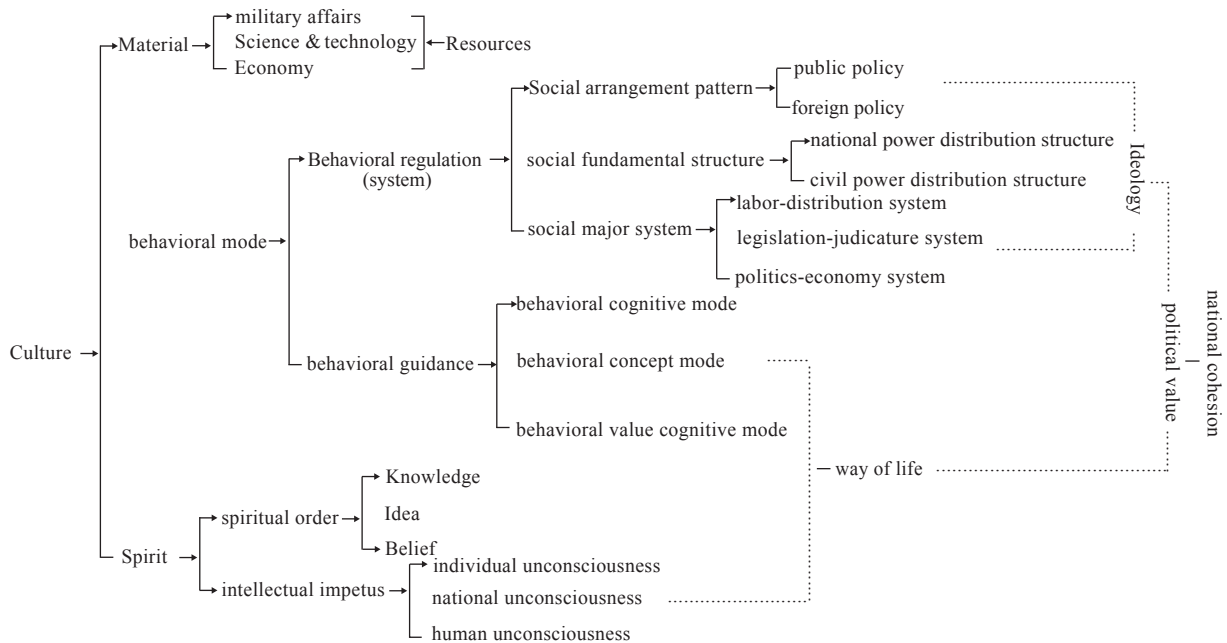 military affairs
Material
Science & technology
Resources
Economy
public policy
Social arrangement pattern
foreign policy
national power distribution structure
Behavioral regulation
(system)
social fundamental structure
civil power distribution structure
Ideology
labor-distribution system
behavioral mode
social major system
legislation-judicature system
politics-economy system
behavioral cognitive mode
Culture
behavioral guidance
behavioral concept mode
political value
national cohesion
behavioral value cognitive mode
way of life
Knowledge
spiritual order
Idea
Spirit
Belief
individual unconsciousness
intellectual impetus
national unconsciousness
human unconsciousness